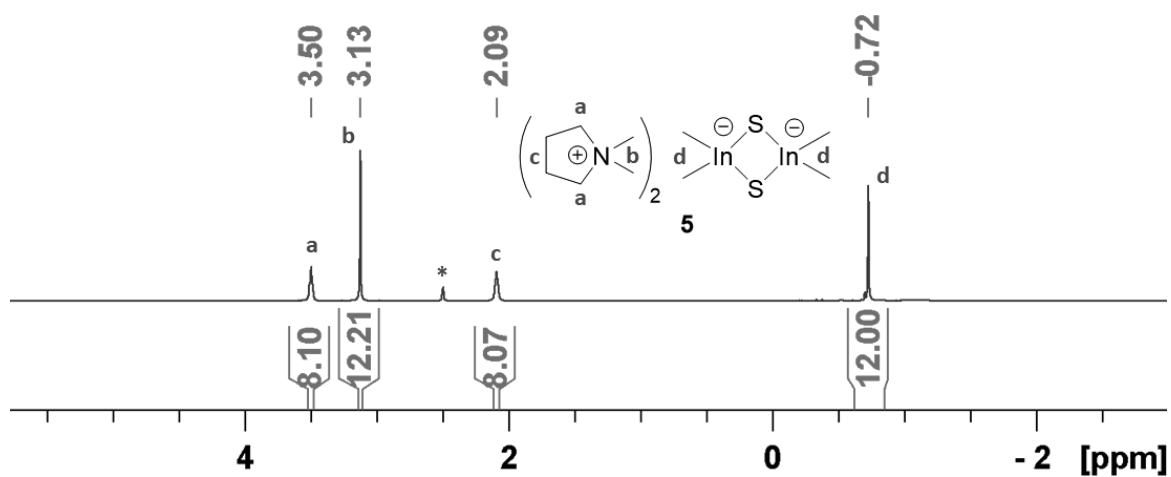 3.50 3.13 2.09 -0.72
a
b
c ⊕ N b
a
2
⊖ S ⊖
d In In d
S
5
d
a
*
c
8.10 12.21 8.07 12.00
4 2 0 - 2 [ppm]